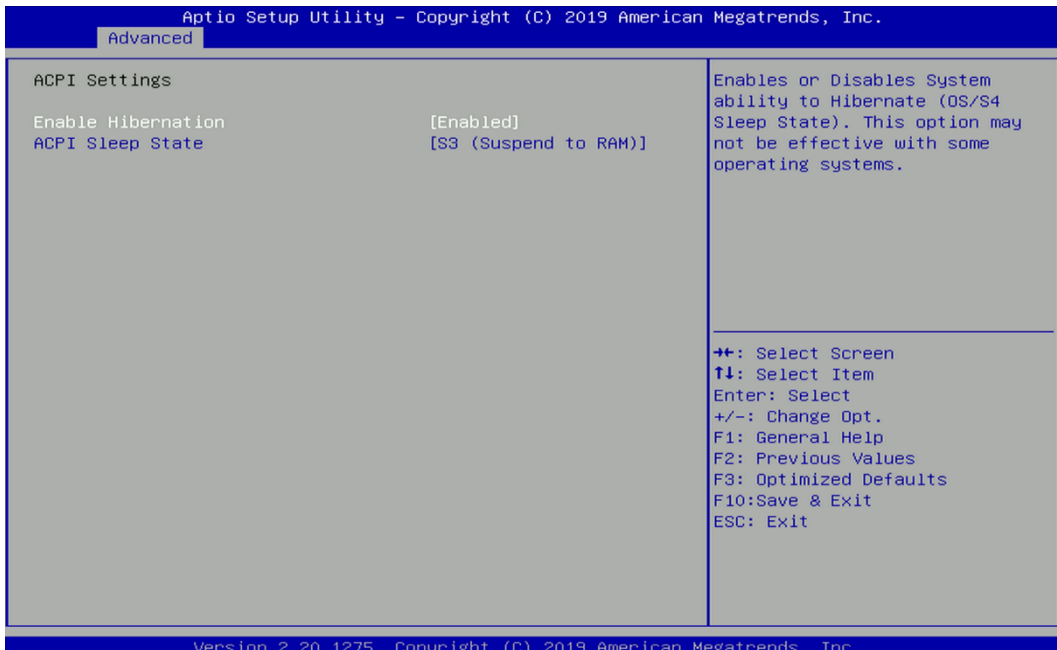 Aptio Setup Utility – Copyright (C) 2019 American Megatrends, Inc.
Advanced
ACPI Settings
Enable Hibernation [Enabled]
ACPI Sleep State [S3 (Suspend to RAM)]
Enables or Disables System
ability to Hibernate (OS/S4
Sleep State). This option may
not be effective with some
operating systems.
→←: Select Screen
↑↓: Select Item
Enter: Select
+/-: Change Opt.
F1: General Help
F2: Previous Values
F3: Optimized Defaults
F10:Save & Exit
ESC: Exit
Version 2.20.1275. Copyright (C) 2019 American Megatrends, Inc.